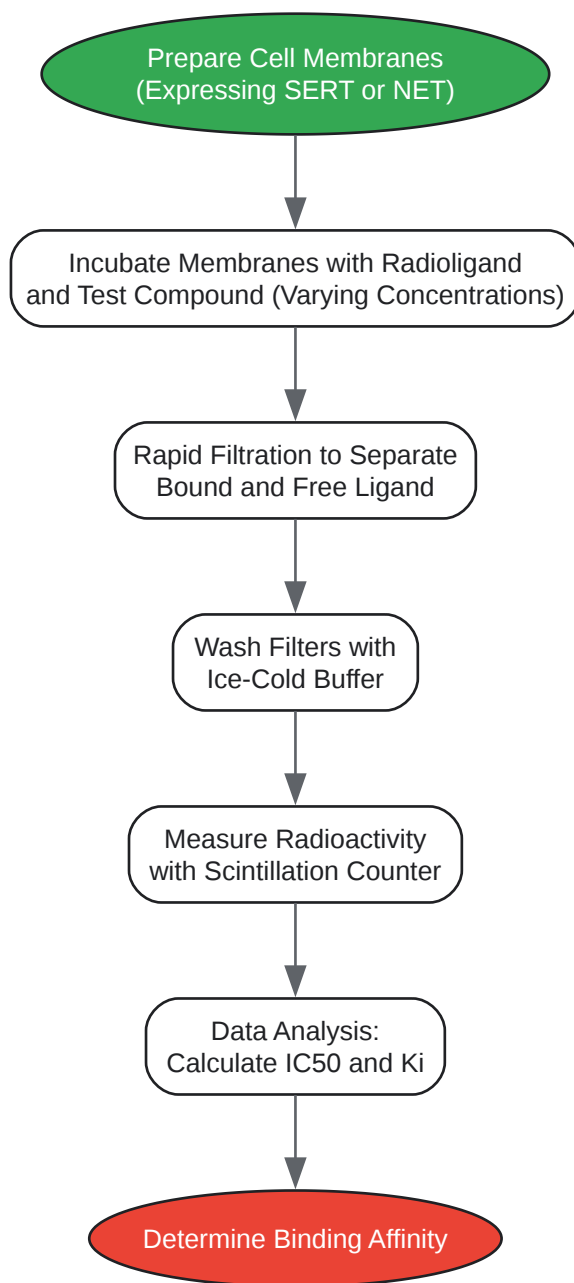 Prepare Cell Membranes
(Expressing SERT or NET)
Incubate Membranes with Radioligand
and Test Compound (Varying Concentrations)
Rapid Filtration to Separate
Bound and Free Ligand
Wash Filters with
Ice-Cold Buffer
Measure Radioactivity
with Scintillation Counter
Data Analysis:
Calculate IC50 and Ki
Determine Binding Affinity